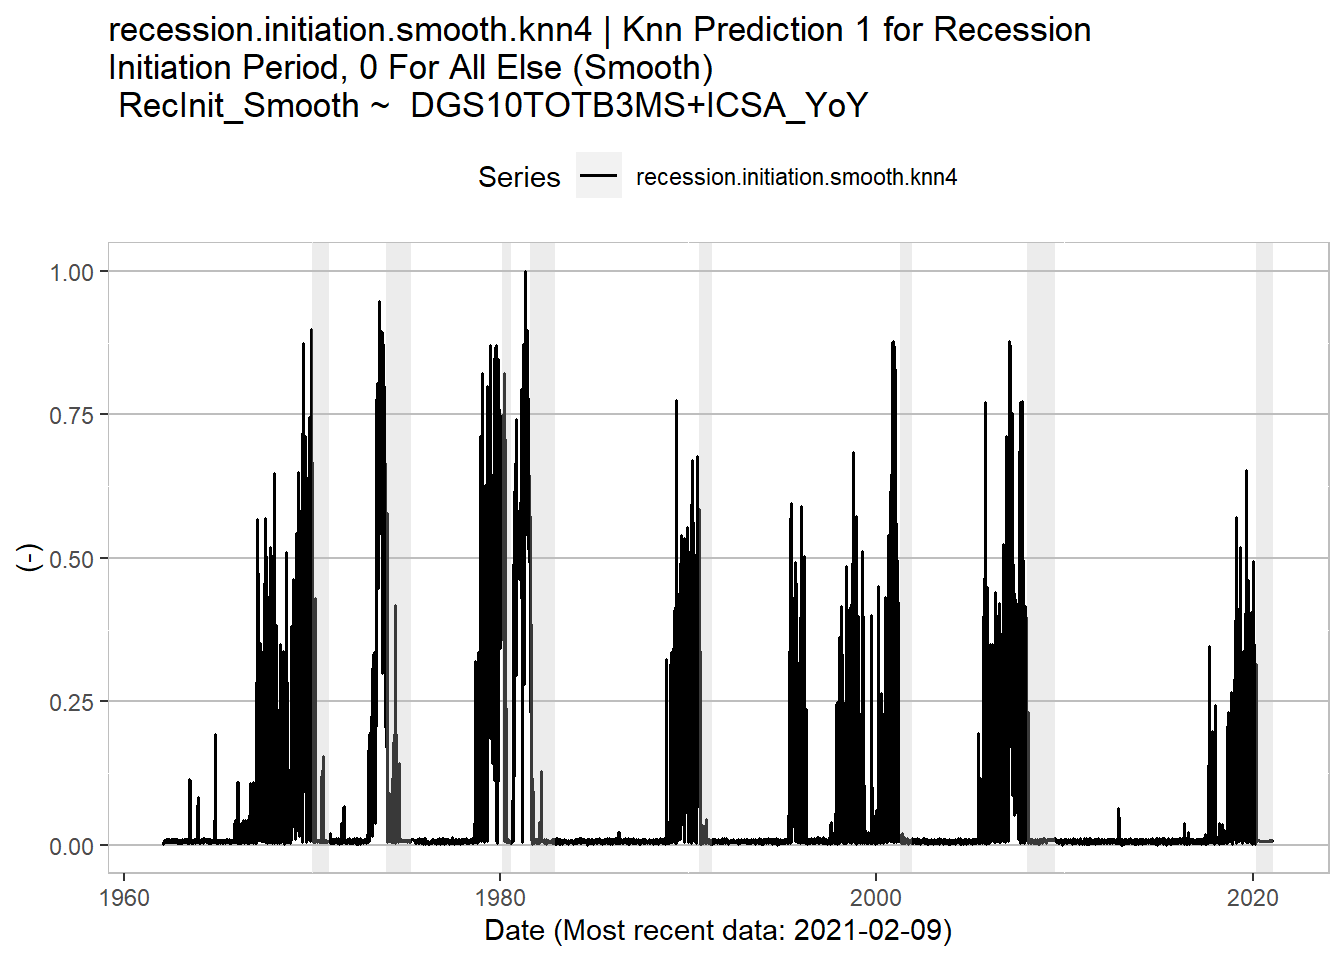 recession.initiation.smooth.knn4 | Knn Prediction 1 for Recession
Initiation Period, 0 For All Else (Smooth)
RecInit_Smooth ~ DGS10TOTB3MS+ICSA_YoY
Series
recession.initiation.smooth.knn4
(-)
1.00
0.75
0.50
0.25
0.00
1960
1980
2000
2020
Date (Most recent data: 2021-02-09)